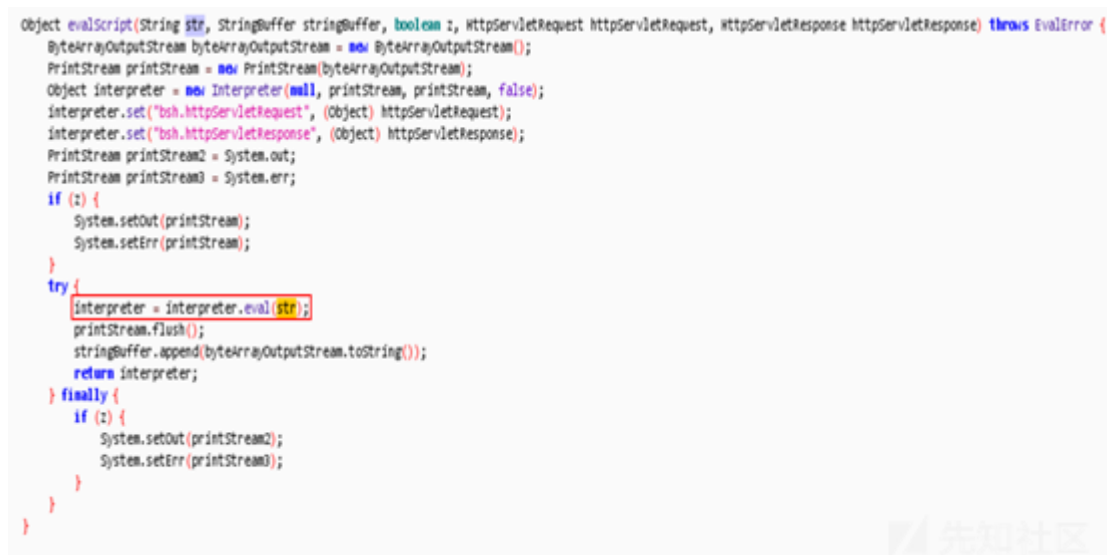 Object evalScript(String str, StringBuffer stringBuffer, boolean z, HttpServletRequest httpServletRequest, HttpServletResponse httpServletResponse) throws EvalError {
ByteArrayOutputStream byteArrayOutputStream = new ByteArrayOutputStream();
PrintStream printStream = new PrintStream(byteArrayOutputStream);
Object interpreter = new Interpreter(null, printStream, printStream, false);
interpreter.set("bsh.httpServletRequest", (Object) httpServletRequest);
interpreter.set("bsh.httpServletResponse", (Object) httpServletResponse);
PrintStream printStream2 = System.out;
PrintStream printStream3 = System.err;
if (z) {
System.setOut(printStream);
System.setErr(printStream);
}
try {
interpreter = interpreter.eval(str);
printStream.flush();
stringBuffer.append(byteArrayOutputStream.toString());
return interpreter;
} finally {
if (z) {
System.setOut(printStream2);
System.setErr(printStream3);
}
}
}
先知社区